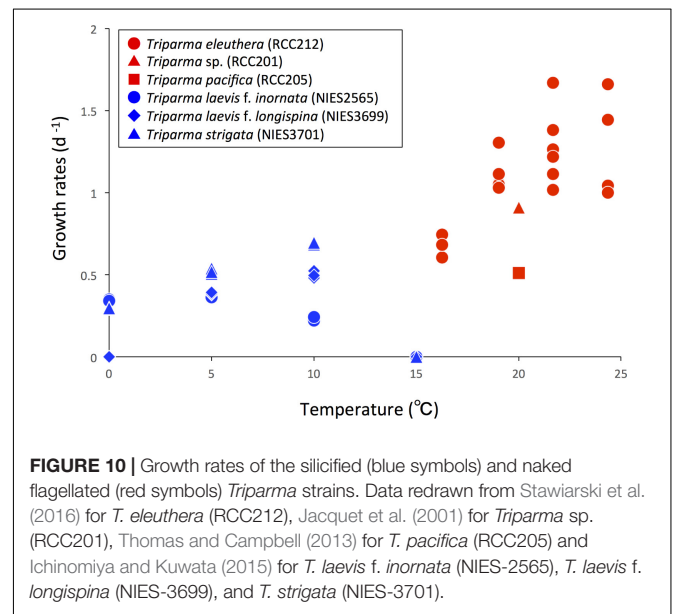 2
Triparma eleuthera (RCC212)
Triparma sp. (RCC201)
Triparma pacifica (RCC205)
Triparma laevis f. inornata (NIES2565)
Triparma laevis f. longispina (NIES3699)
Triparma strigata (NIES3701)
1.5
1
0.5
0
Growth rates (d ⁻¹)
0 5 10 15 20 25
Temperature (℃)
FIGURE 10 | Growth rates of the silicified (blue symbols) and naked
flagellated (red symbols) Triparma strains. Data redrawn from Stawiarski et al.
(2016) for T. eleuthera (RCC212), Jacquet et al. (2001) for Triparma sp.
(RCC201), Thomas and Campbell (2013) for T. pacifica (RCC205) and
Ichinomiya and Kuwata (2015) for T. laevis f. inornata (NIES-2565), T. laevis f.
longispina (NIES-3699), and T. strigata (NIES-3701).